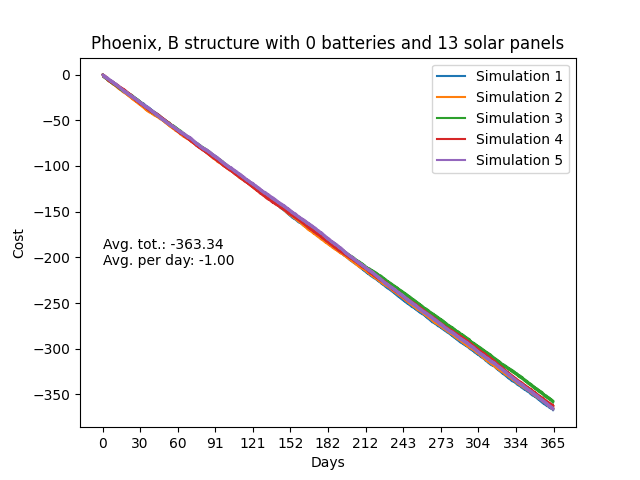 Phoenix, B structure with 0 batteries and 13 solar panels
Simulation 1
Simulation 2
Simulation 3
Simulation 4
Simulation 5
0
−50
−100
−150
−200
−250
−300
−350
Cost
Avg. tot.: -363.34
Avg. per day: -1.00
0 30 60 91 121 152 182 212 243 273 304 334 365
Days